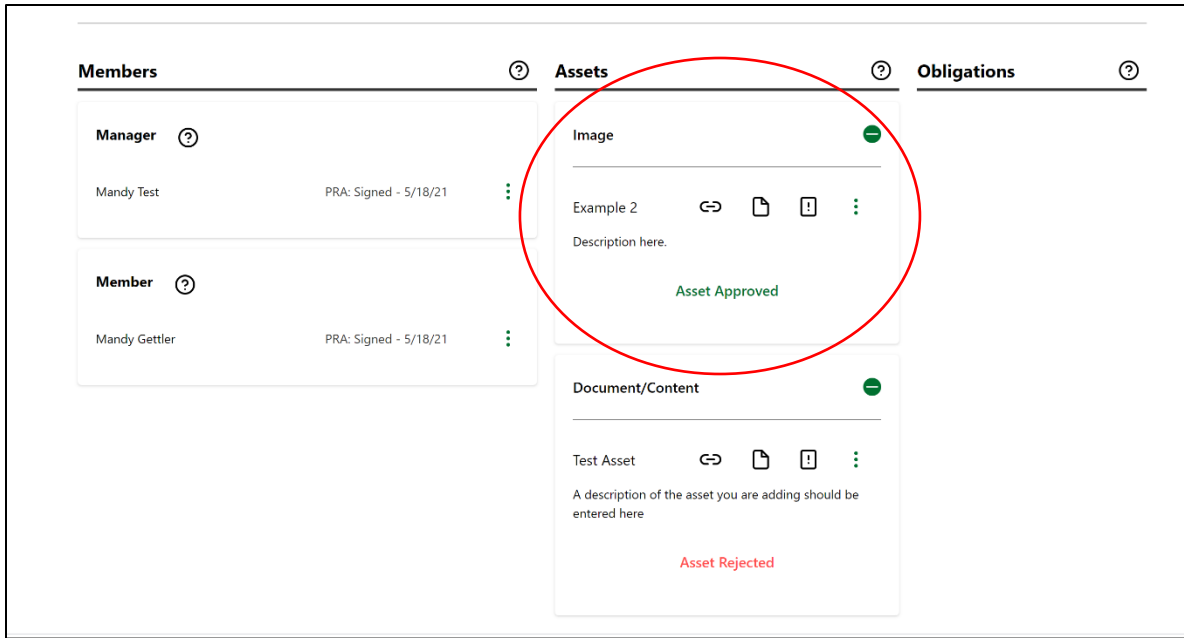 Members
Manager
Mandy Test PRA: Signed - 5/18/21
Member
Mandy Gettler PRA: Signed - 5/18/21
Assets
Image
Example 2
Description here.
Asset Approved
Document/Content
Test Asset
A description of the asset you are adding should be
entered here
Asset Rejected
Obligations